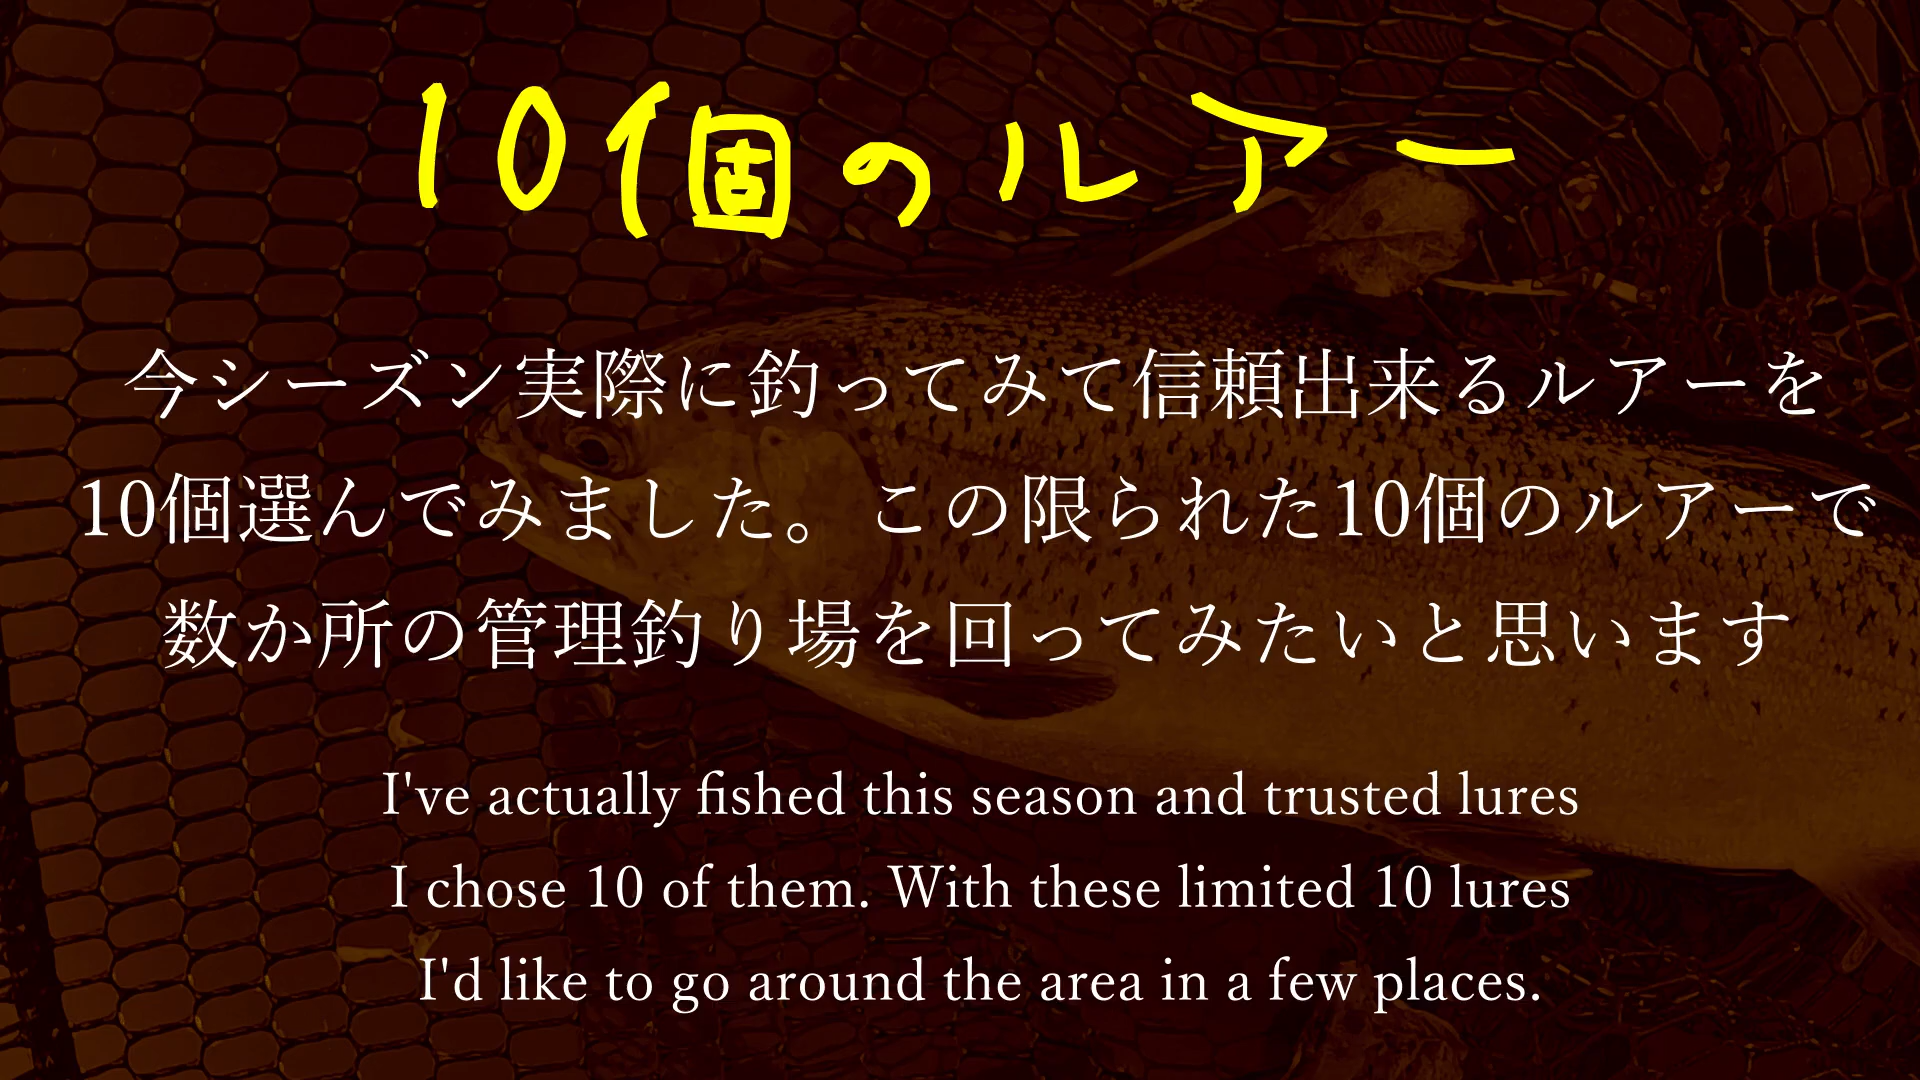 10個のルアー
今シーズン実際に釣ってみて信頼出来るルアーを
10個選んでみました。この限られた10個のルアーで
数か所の管理釣り場を回ってみたいと思います
I've actually fished this season and trusted lures
I chose 10 of them. With these limited 10 lures
I'd like to go around the area in a few places.